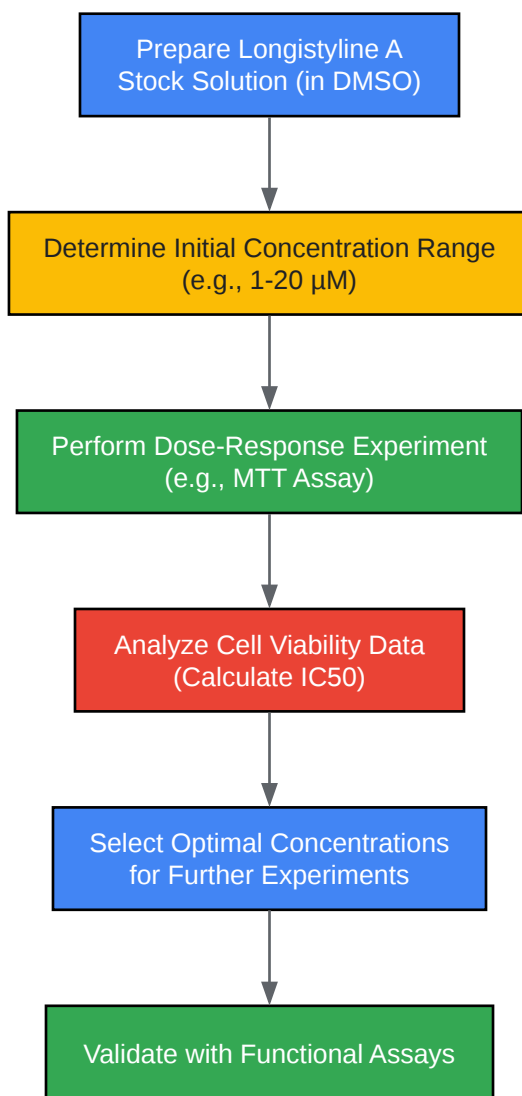 Prepare Longistyline A
Stock Solution (in DMSO)
Determine Initial Concentration Range
(e.g., 1-20 µM)
Perform Dose-Response Experiment
(e.g., MTT Assay)
Analyze Cell Viability Data
(Calculate IC50)
Select Optimal Concentrations
for Further Experiments
Validate with Functional Assays